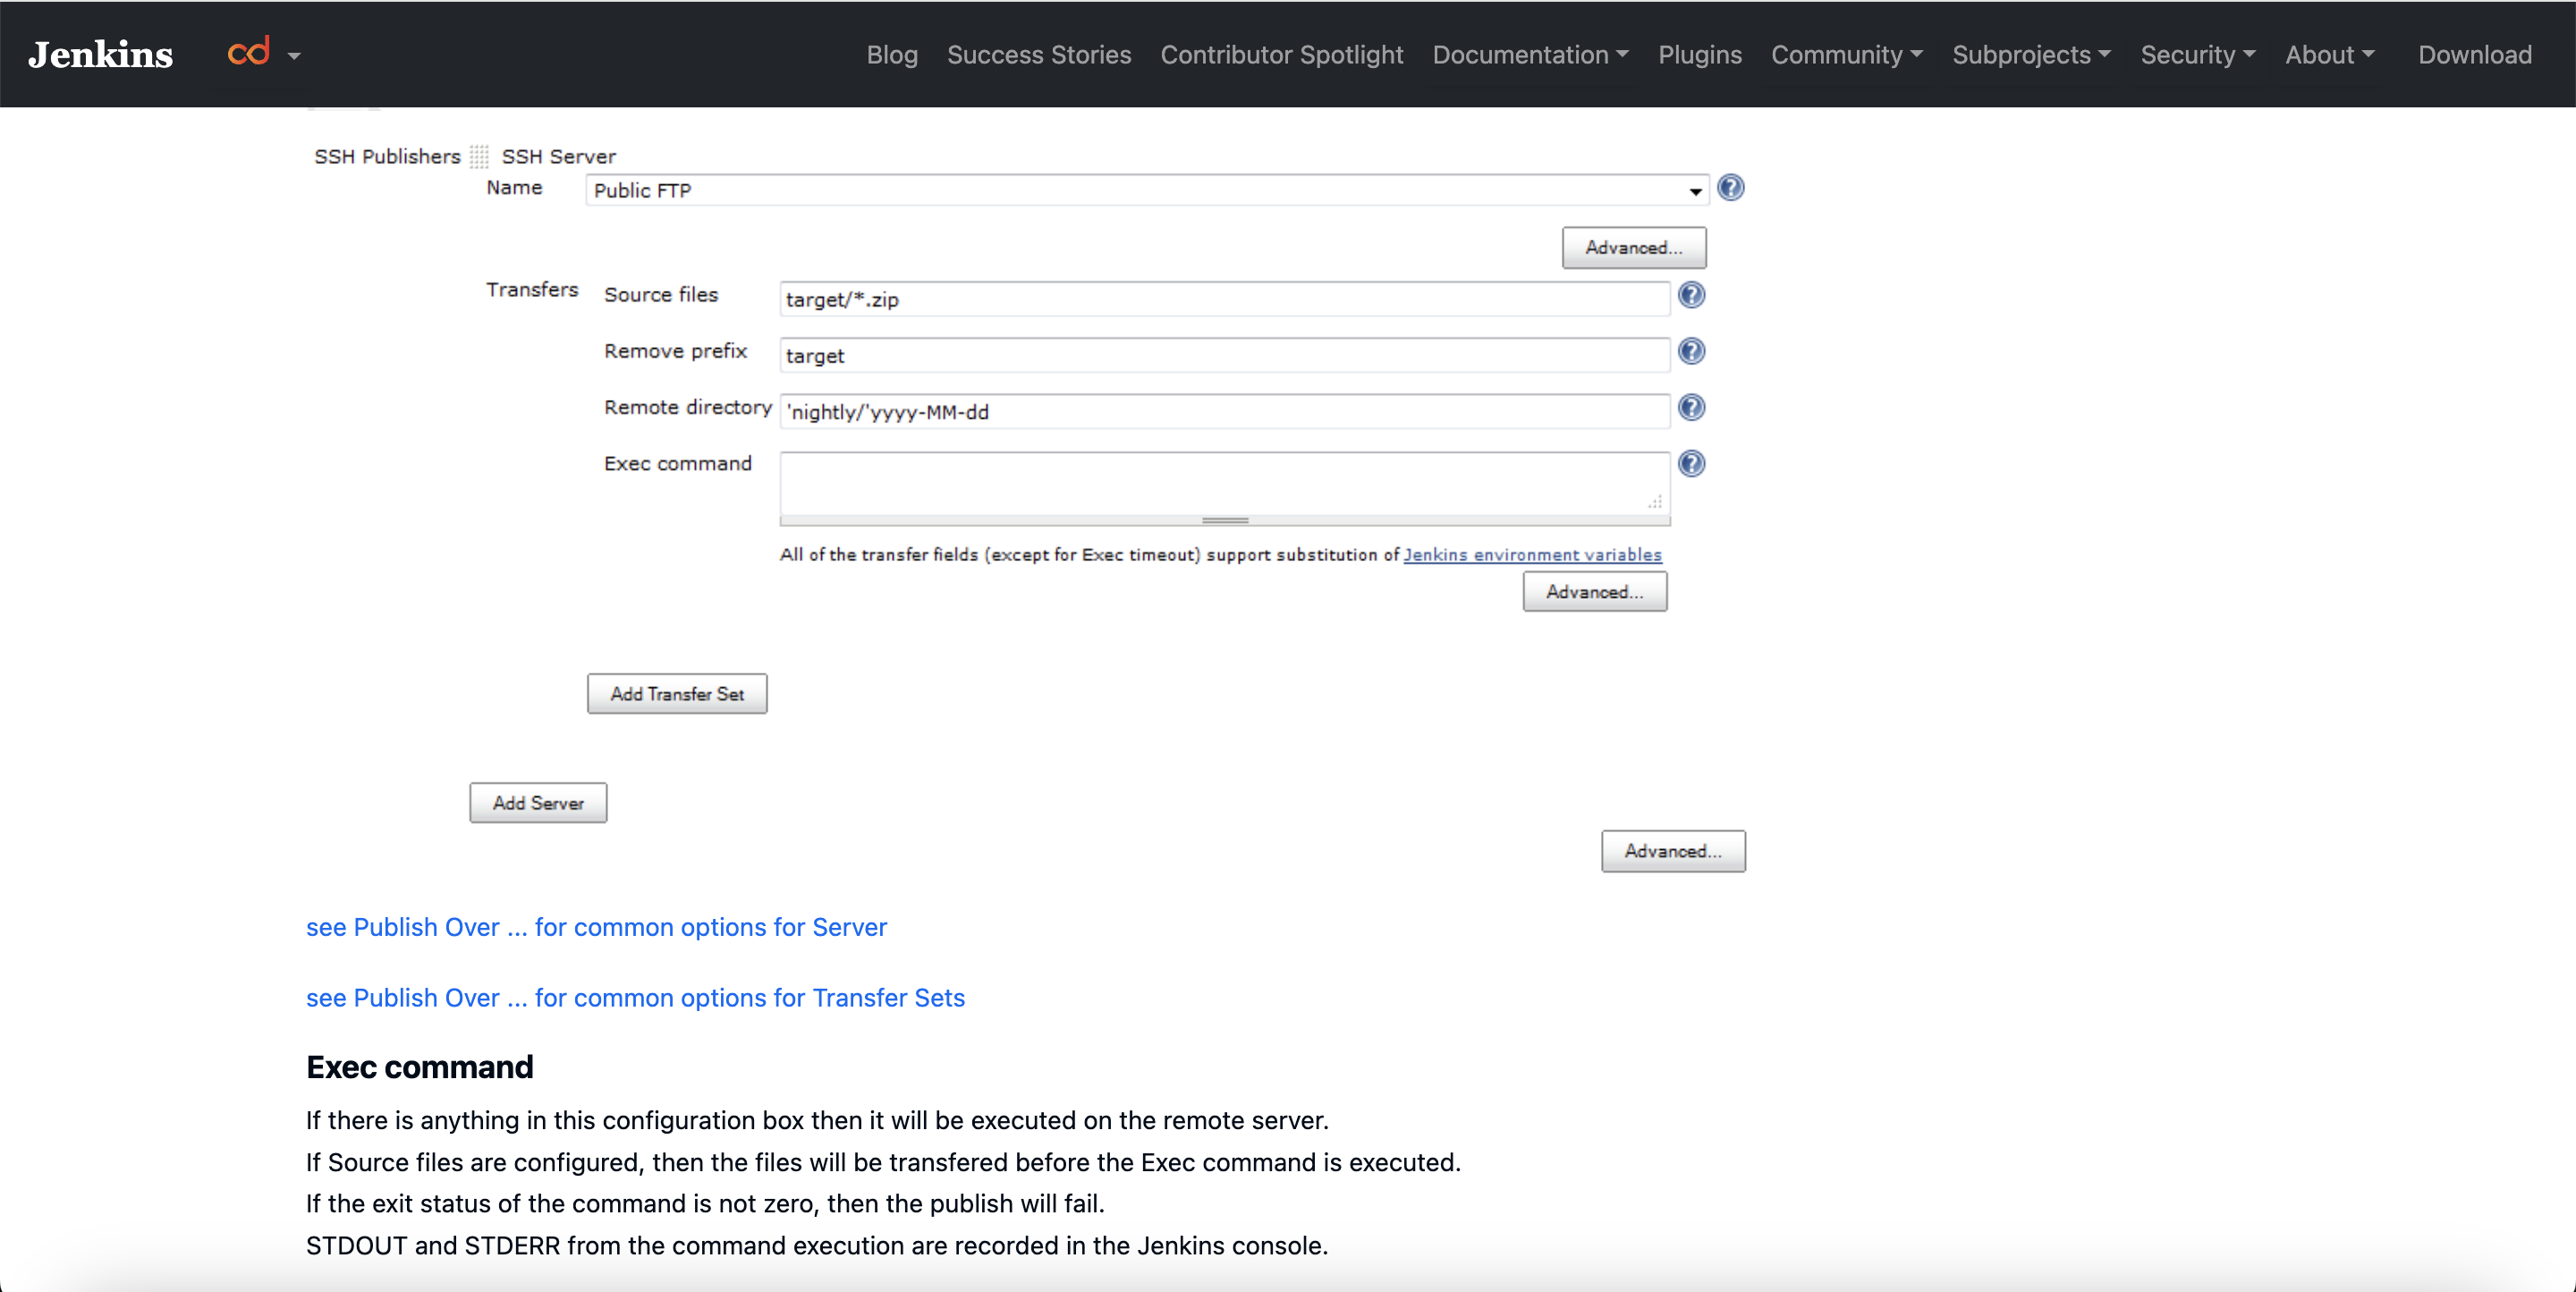 Jenkins cd Blog Success Stories Contributor Spotlight Documentation Plugins Community Subprojects Security About Download
SSH Publishers SSH Server
Name Public FTP
Advanced...
Transfers Source files target/*.zip
Remove prefix target
Remote directory 'nightly/'yyyy-MM-dd
Exec command
All of the transfer fields (except for Exec timeout) support substitution of Jenkins environment variables
Advanced...
Add Transfer Set
Add Server
Advanced...
see Publish Over ... for common options for Server
see Publish Over ... for common options for Transfer Sets
Exec command
If there is anything in this configuration box then it will be executed on the remote server.
If Source files are configured, then the files will be transfered before the Exec command is executed.
If the exit status of the command is not zero, then the publish will fail.
STDOUT and STDERR from the command execution are recorded in the Jenkins console.